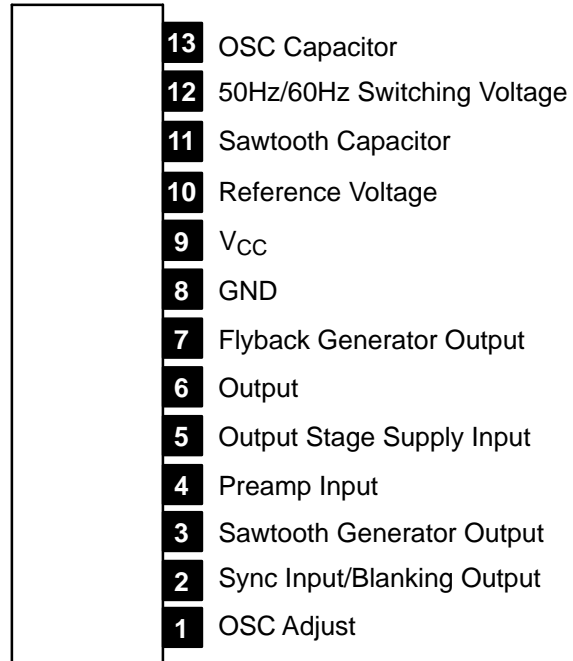 13 OSC Capacitor
12 50Hz/60Hz Switching Voltage
11 Sawtooth Capacitor
10 Reference Voltage
9 VCC
8 GND
7 Flyback Generator Output
6 Output
5 Output Stage Supply Input
4 Preamp Input
3 Sawtooth Generator Output
2 Sync Input/Blanking Output
1 OSC Adjust